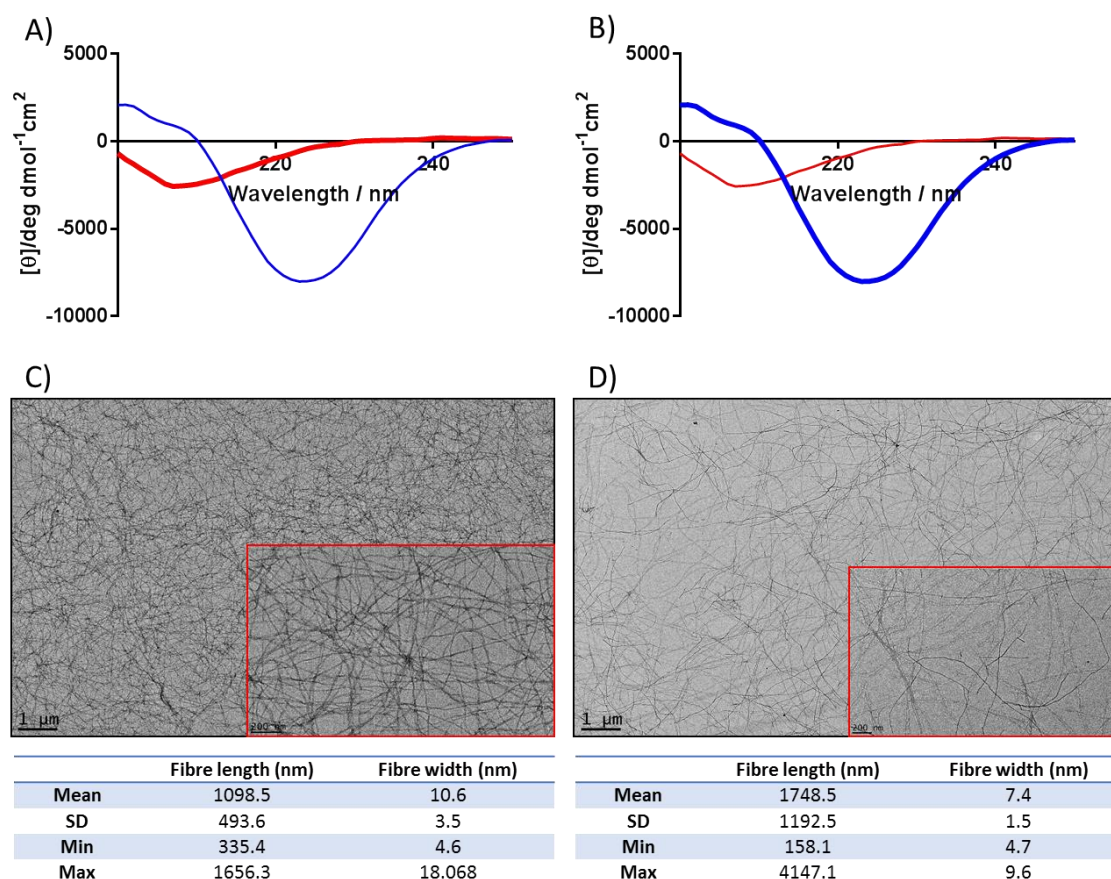 A)
B)
5000
0
-5000
-10000
[θ]/deg dmol⁻¹cm²
220
240
Wavelength / nm
5000
0
-5000
-10000
[θ]/deg dmol⁻¹cm²
220
240
Wavelength / nm
C)
D)
1 µm
200 nm
1 µm
200 nm
Fibre length (nm) Fibre width (nm)
Mean 1098.5 10.6
SD 493.6 3.5
Min 335.4 4.6
Max 1656.3 18.068
Fibre length (nm) Fibre width (nm)
Mean 1748.5 7.4
SD 1192.5 1.5
Min 158.1 4.7
Max 4147.1 9.6